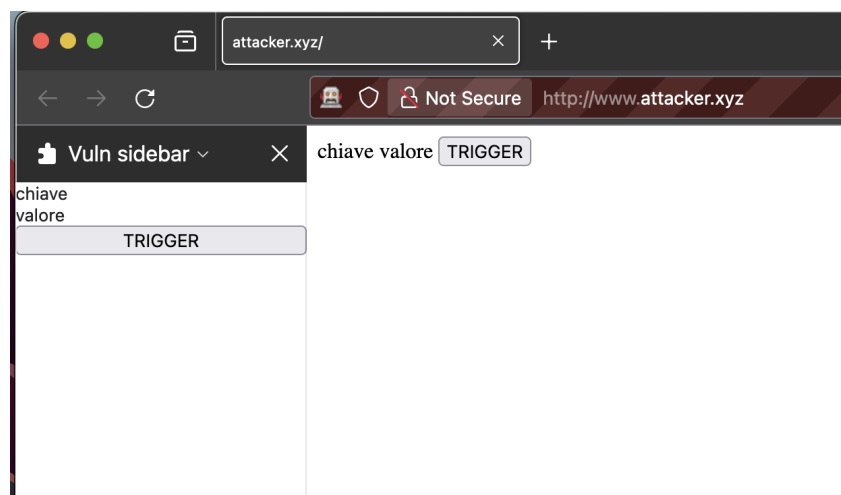 attacker.xyz/
Not Secure http://www.attacker.xyz
Vuln sidebar
chiave valore TRIGGER
chiave
valore
TRIGGER